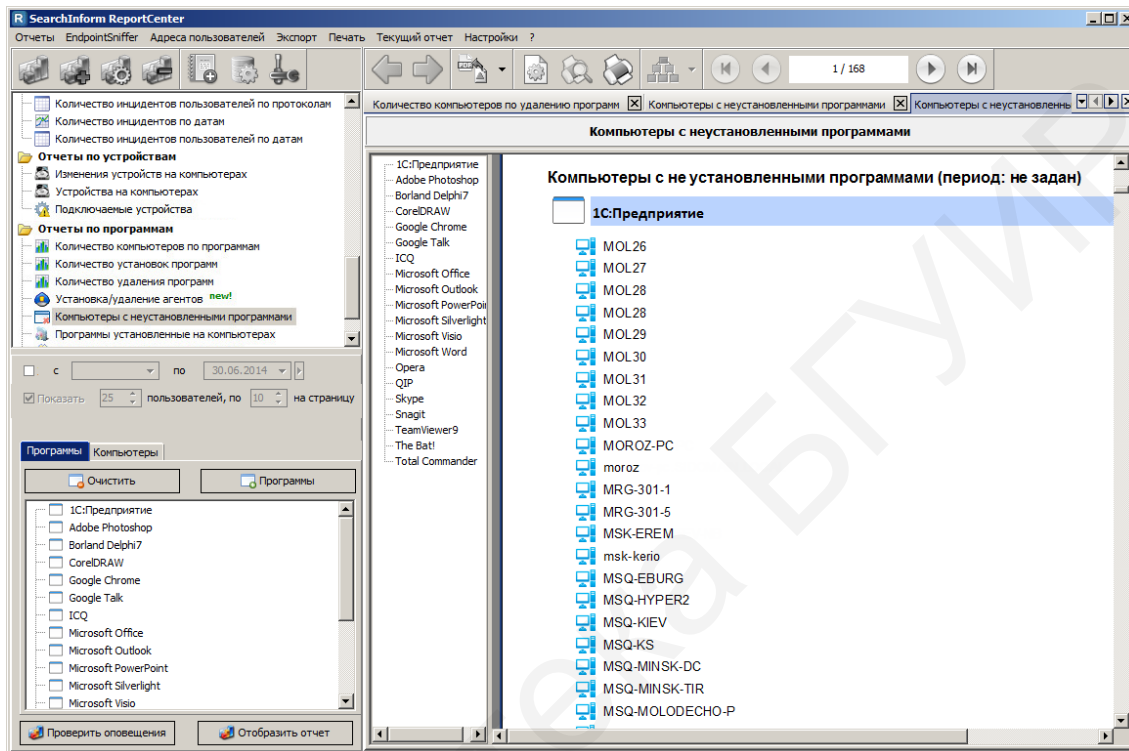 SearchInform ReportCenter
Отчеты EndpointSniffer Адреса пользователей Экспорт Печать Текущий отчет Настройки ?
1 / 168
Количество инцидентов пользователей по протоколам
Количество инцидентов по датам
Количество инцидентов пользователей по датам
Отчеты по устройствам
Изменения устройств на компьютерах
Устройства на компьютерах
Подключаемые устройства
Отчеты по программам
Количество компьютеров по программам
Количество установок программ
Количество удаления программ
Установка/удаление агентов new!
Компьютеры с неустановленными программами
Программы установленные на компьютерах
с по 30.06.2014
Показать 25 пользователей, по 10 на страницу
Программы Компьютеры
Очистить Программы
1С:Предприятие
Adobe Photoshop
Borland Delphi7
CorelDRAW
Google Chrome
Google Talk
ICQ
Microsoft Office
Microsoft Outlook
Microsoft PowerPoint
Microsoft Silverlight
Microsoft Visio
Проверить оповещения Отобразить отчет
Количество компьютеров по удалению программ Компьютеры с неустановленными программами Компьютеры с неустановленнь
Компьютеры с неустановленными программами
1С:Предприятие
Adobe Photoshop
Borland Delphi7
CorelDRAW
Google Chrome
Google Talk
ICQ
Microsoft Office
Microsoft Outlook
Microsoft PowerPoi
Microsoft Silverlight
Microsoft Visio
Microsoft Word
Opera
QIP
Skype
Snagit
TeamViewer9
The Bat!
Total Commander
Компьютеры с не установленными программами (период: не задан)
1С:Предприятие
MOL26
MOL27
MOL28
MOL28
MOL29
MOL30
MOL31
MOL32
MOL33
MOROZ-PC
moroz
MRG-301-1
MRG-301-5
MSK-EREM
msk-kerio
MSQ-EBURG
MSQ-HYPER2
MSQ-KIEV
MSQ-KS
MSQ-MINSK-DC
MSQ-MINSK-TIR
MSQ-MOLODECHO-P
ека БГУИР